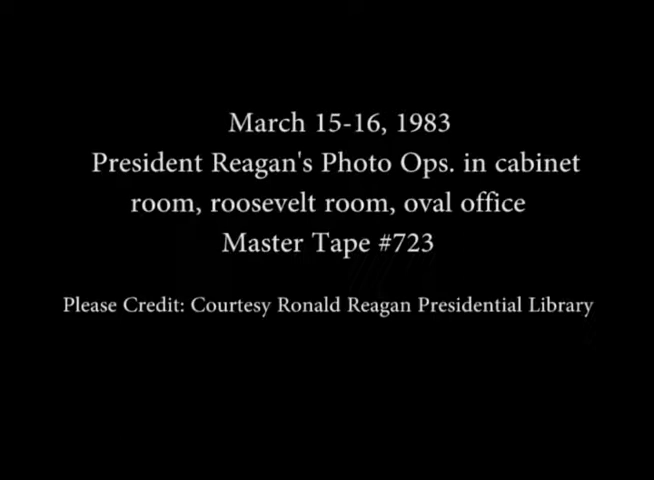 March 15-16, 1983
President Reagan's Photo Ops. in cabinet
room, roosevelt room, oval office
Master Tape #723
Please Credit: Courtesy Ronald Reagan Presidential Library